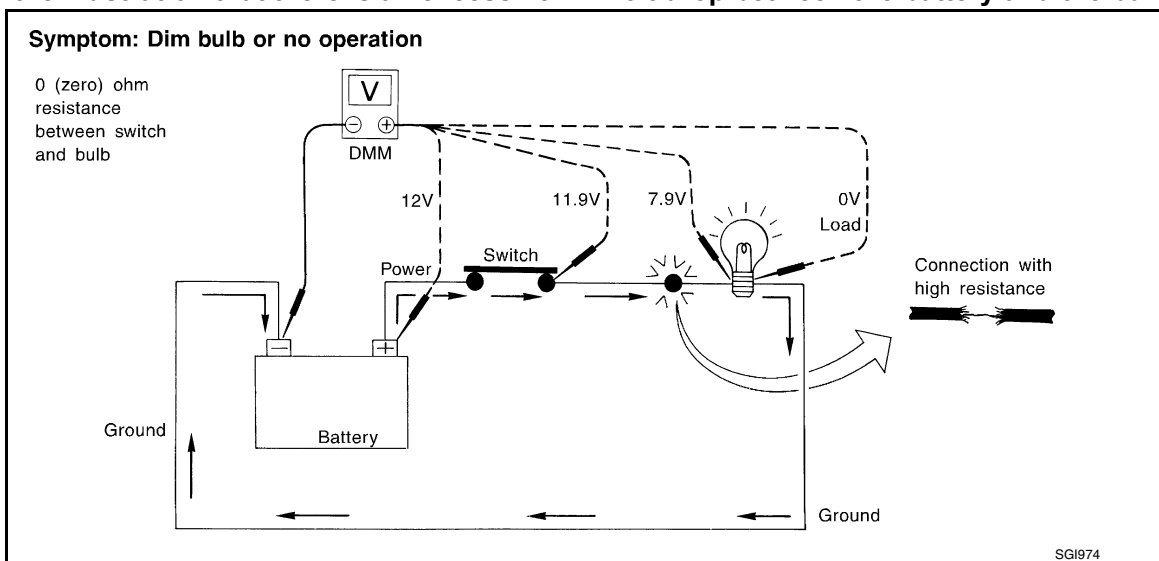 Symptom: Dim bulb or no operation
0 (zero) ohm
resistance
between switch
and bulb
V
− +
DMM
12V
11.9V
7.9V
0V
Load
Switch
Power
Connection with
high resistance
− +
Ground
Battery
Ground
SGI974